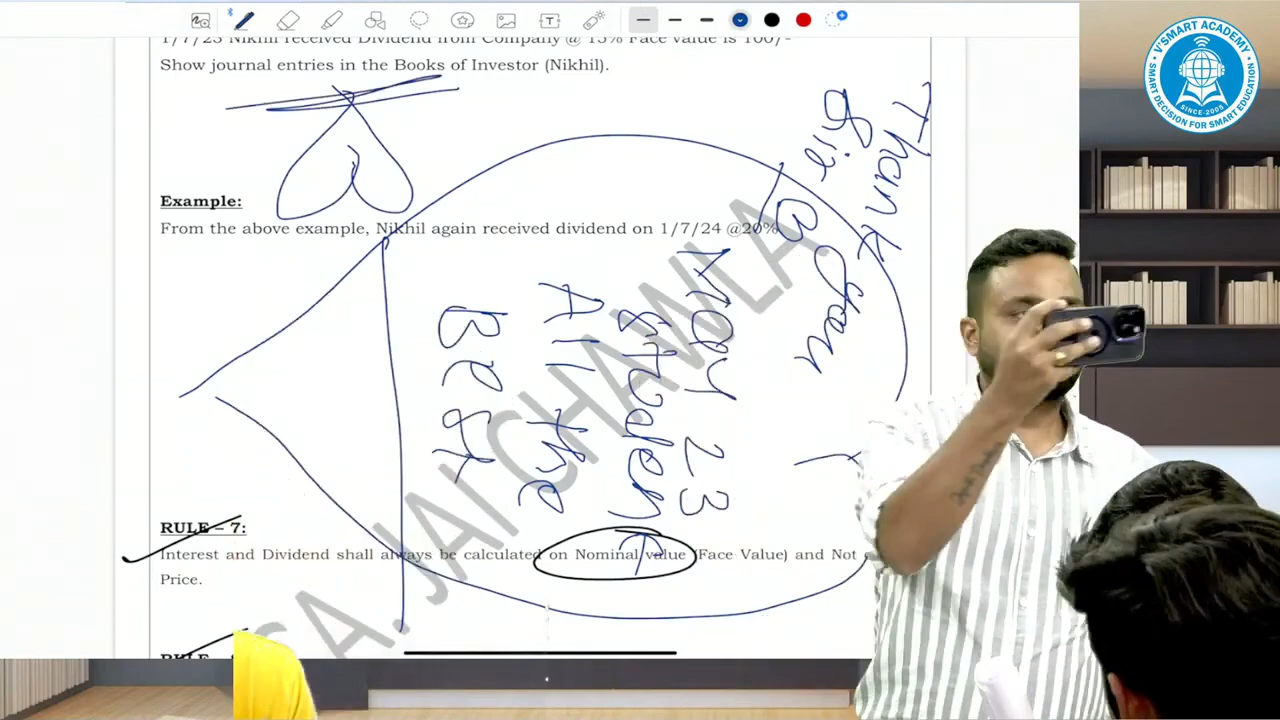 1/7/23 Nikhil received Dividend from Company @ 15% Face value is 100/-
Show journal entries in the Books of Investor (Nikhil).
Example:
From the above example, Nikhil again received dividend on 1/7/24 @20%
RULE – 7:
Interest and Dividend shall always be calculated on Nominal value (Face Value) and Not
Price.
Thank you
Sir
May 23
Student
All the
Best
CA. JAI CHAWLA
V'SMART ACADEMY
SINCE-2005
SMART DECISION FOR SMART EDUCATION